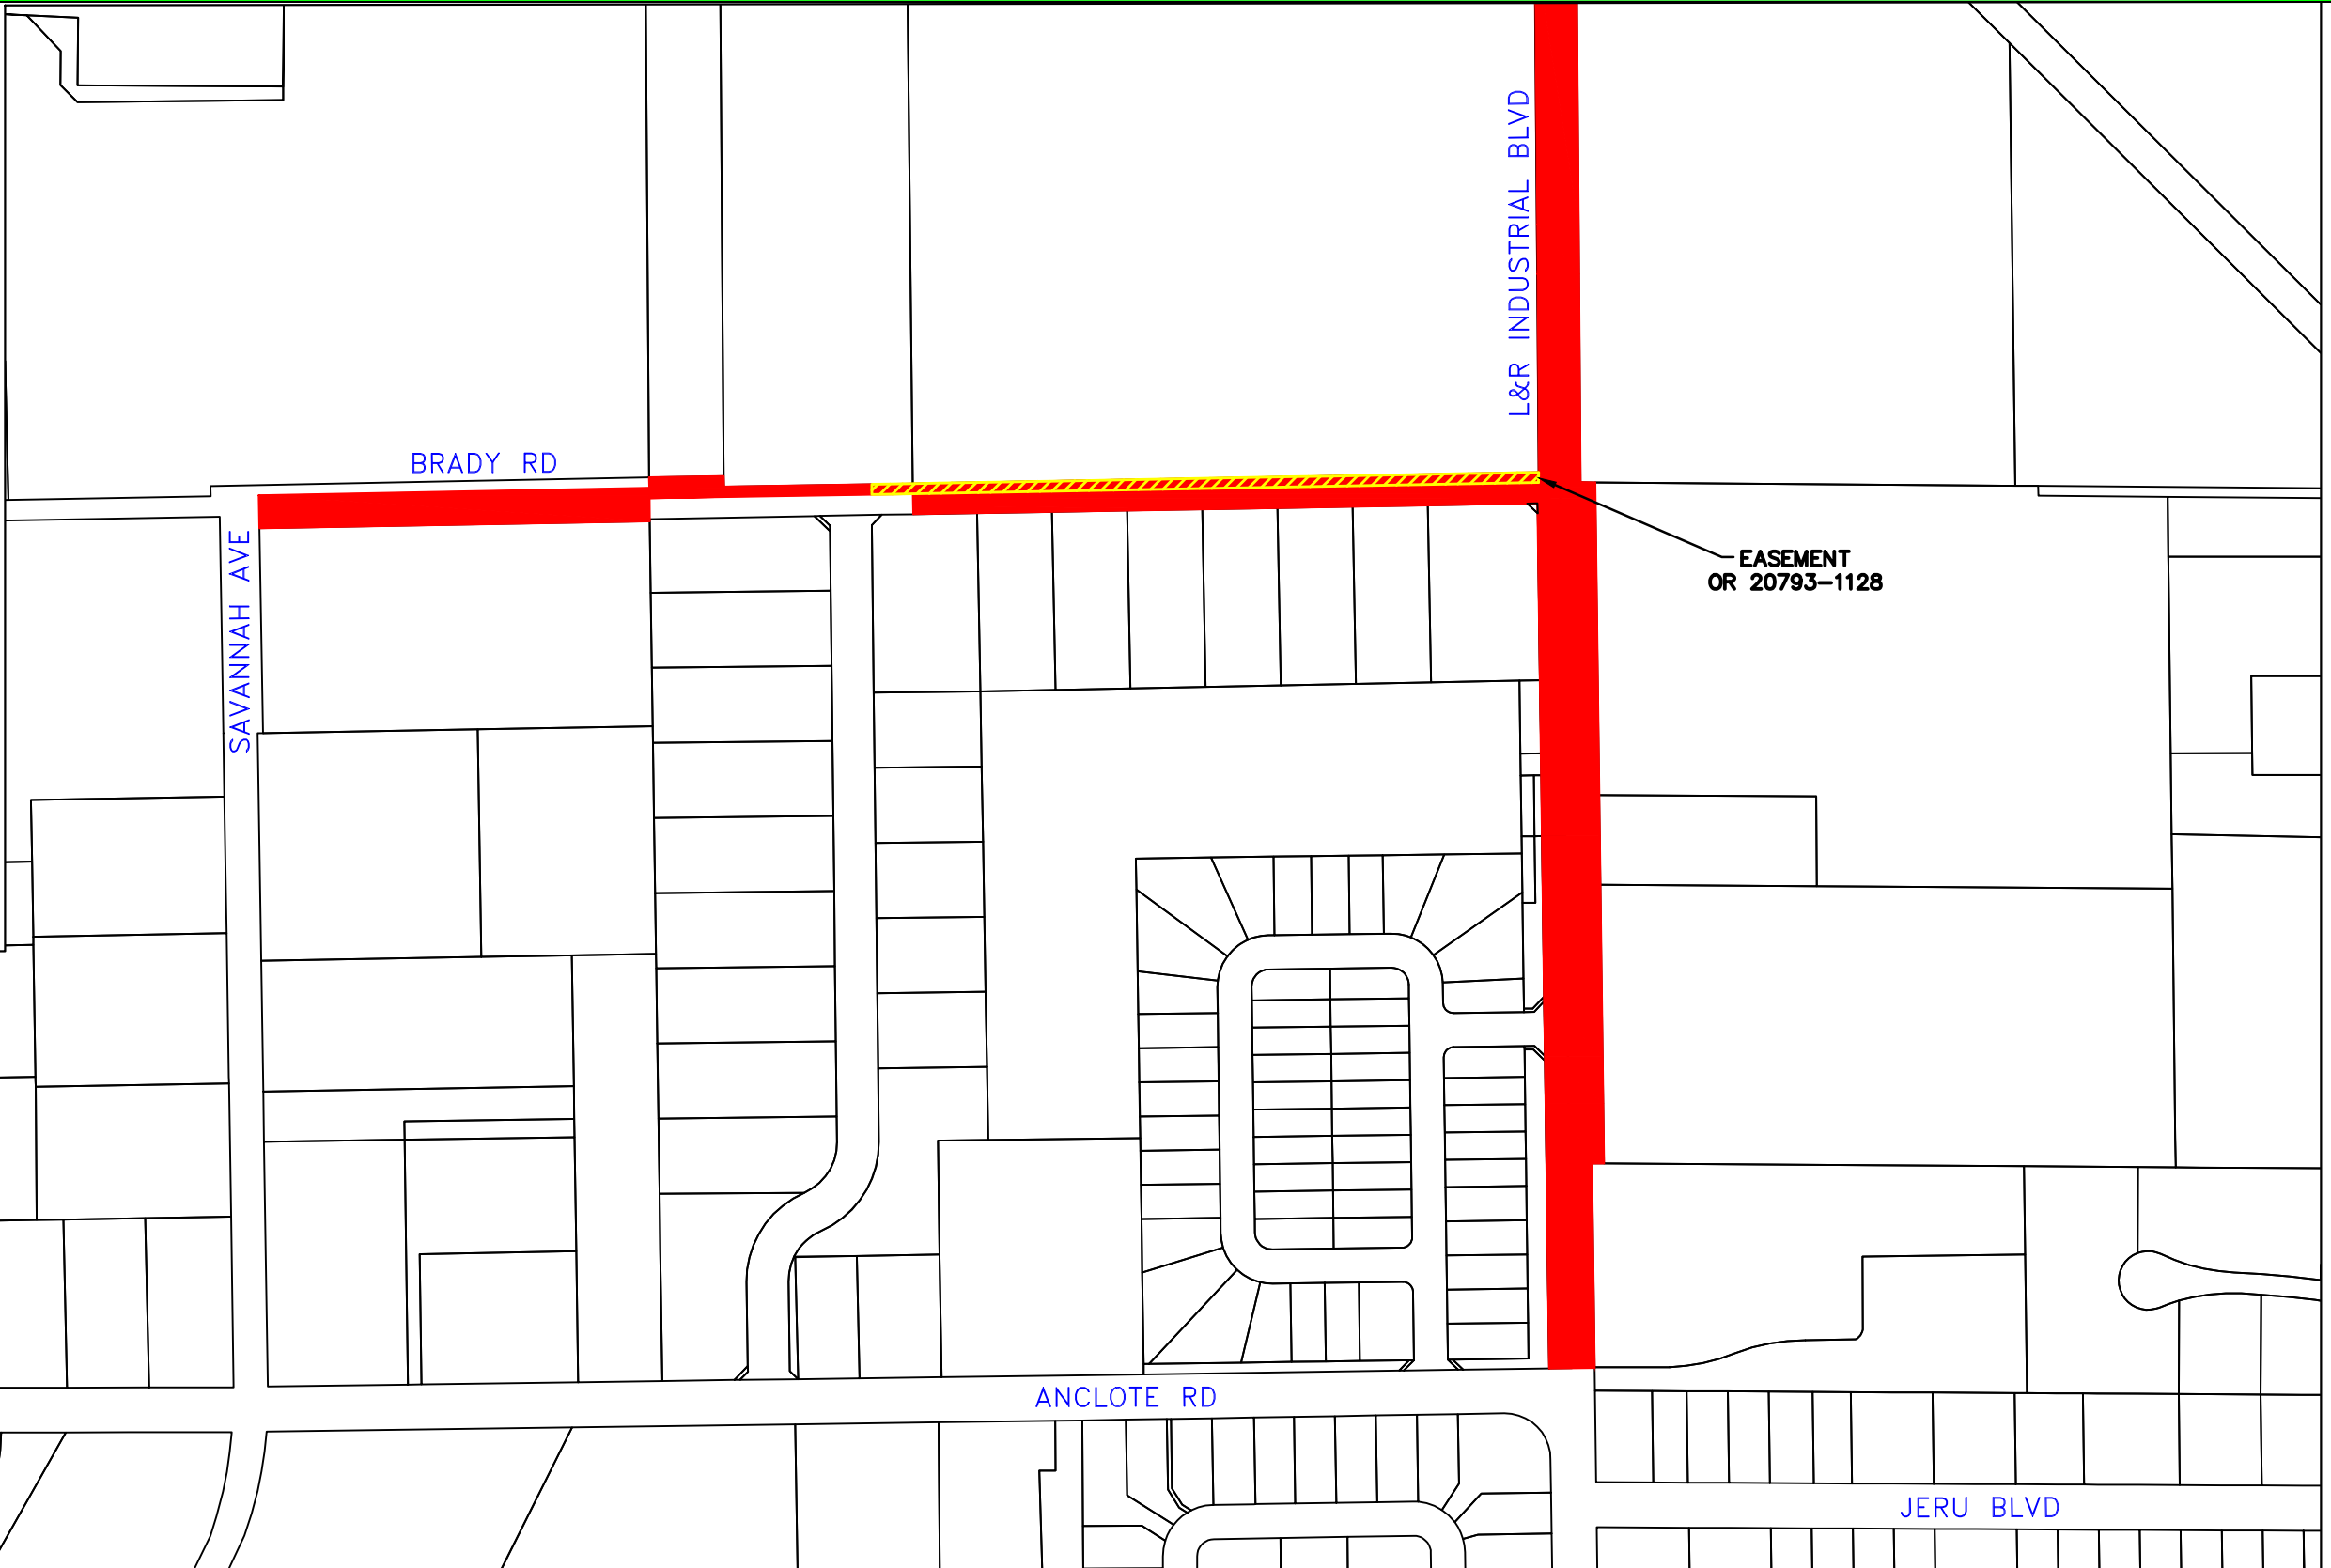 L&R INDUSTRIAL BLVD
BRADY RD
SAVANNAH AVE
EASEMENT
OR 20793-1128
ANCLOTE RD
JERU BLVD